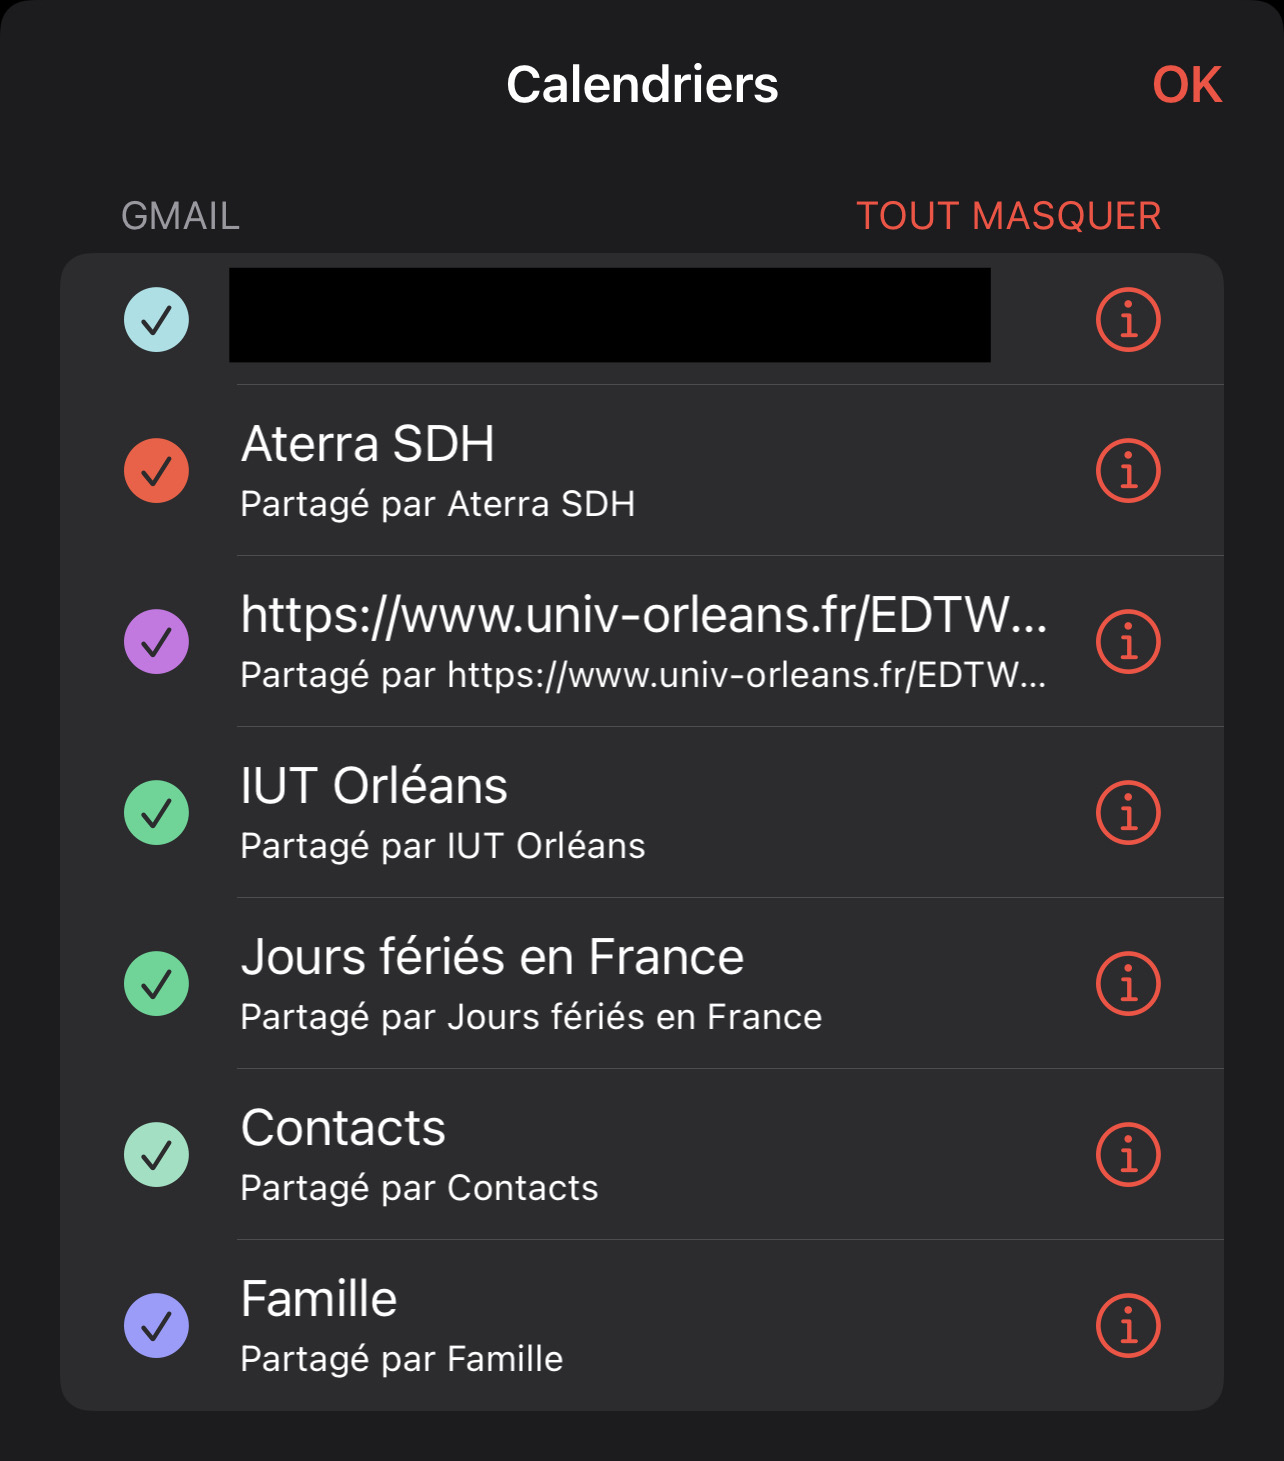 Calendriers
OK
GMAIL
TOUT MASQUER
Aterra SDH
Partagé par Aterra SDH
https://www.univ-orleans.fr/EDTW...
Partagé par https://www.univ-orleans.fr/EDTW...
IUT Orléans
Partagé par IUT Orléans
Jours fériés en France
Partagé par Jours fériés en France
Contacts
Partagé par Contacts
Famille
Partagé par Famille